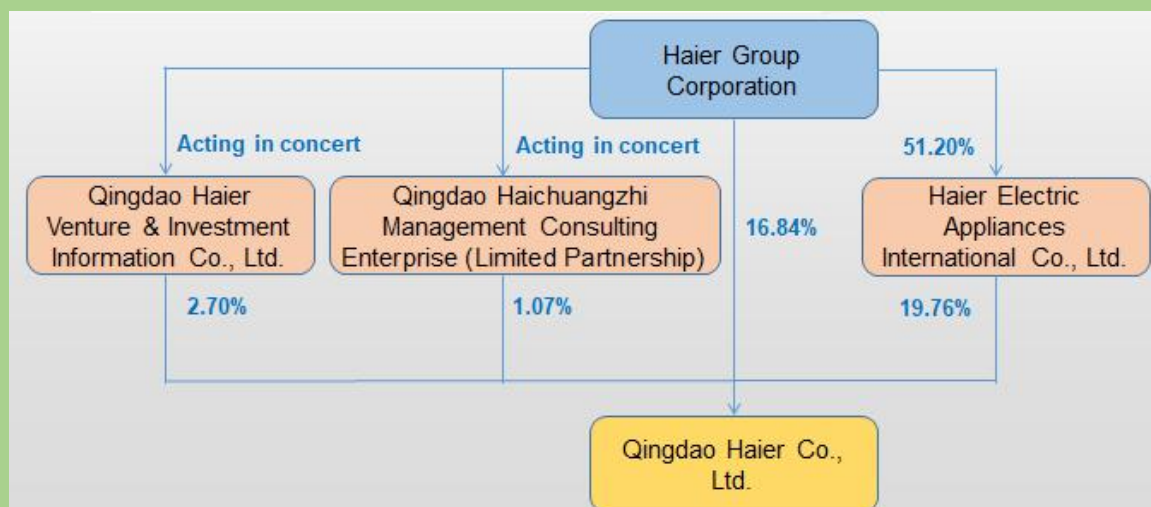 Haier Group
Corporation
Acting in concert
Acting in concert
51.20%
Qingdao Haier
Venture & Investment
Information Co., Ltd.
Qingdao Haichuangzhi
Management Consulting
Enterprise (Limited Partnership)
16.84%
Haier Electric
Appliances
International Co., Ltd.
2.70%
1.07%
19.76%
Qingdao Haier Co.,
Ltd.